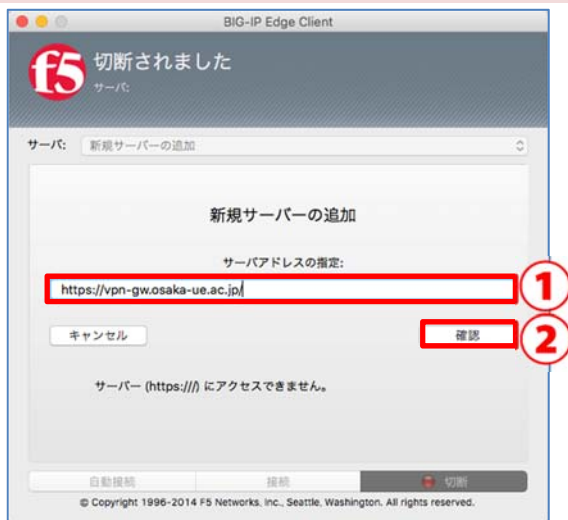 BIG-IP Edge Client
f5
切断されました
サーバ:
サーバ: 新規サーバーの追加
新規サーバーの追加
サーバアドレスの指定:
https://vpn-gw.osaka-ue.ac.jp/
①
キャンセル 確認
②
サーバー (https:///) にアクセスできません。
自動接続 接続 切断
© Copyright 1996-2014 F5 Networks, Inc., Seattle, Washington. All rights reserved.